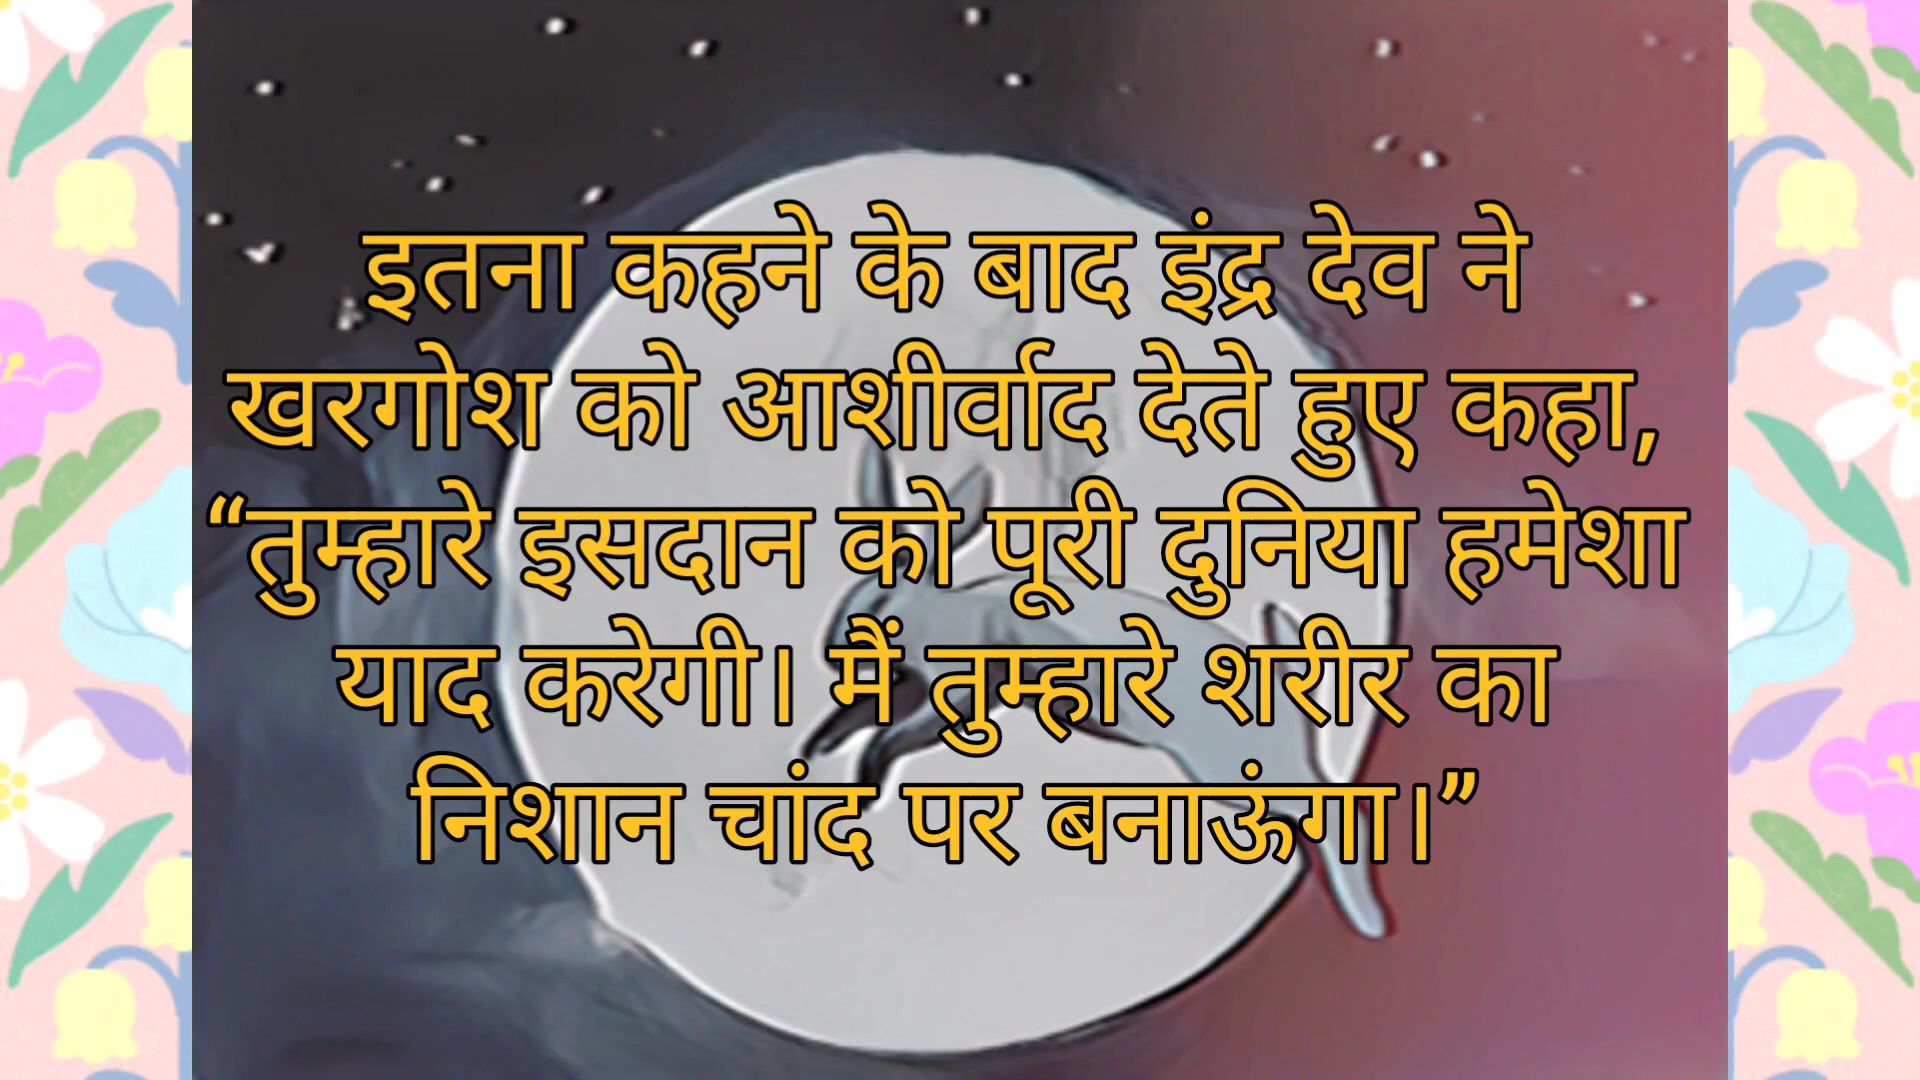 इतना कहने के बाद इंद्र देव ने
खरगोश को आशीर्वाद देते हुए कहा,
“तुम्हारे इसदान को पूरी दुनिया हमेशा
याद करेगी। मैं तुम्हारे शरीर का
निशान चांद पर बनाऊंगा।”